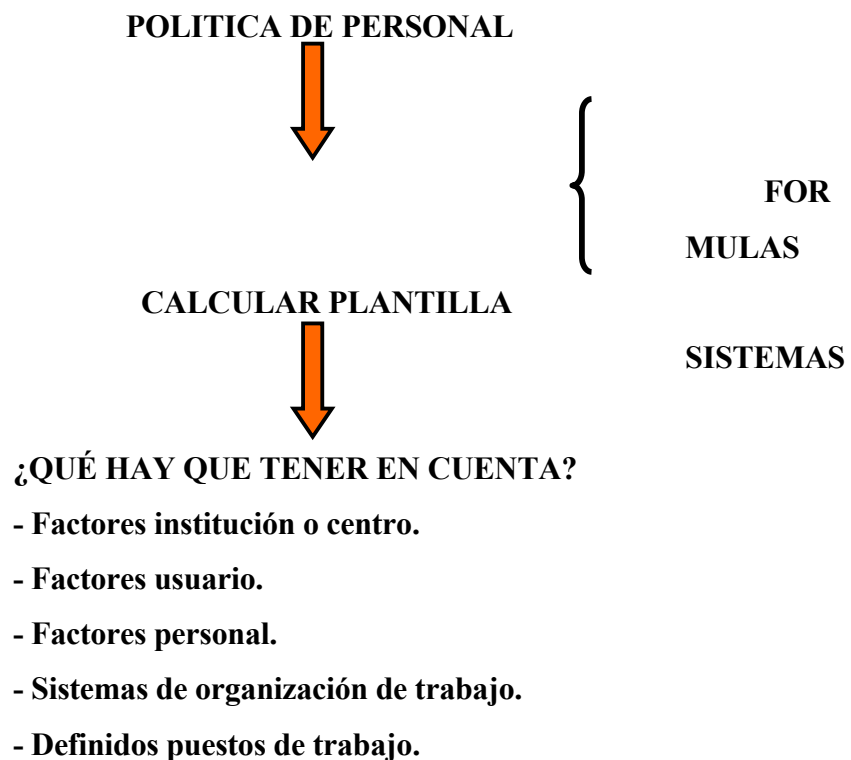 POLITICA DE PERSONAL
FOR
MULAS
CALCULAR PLANTILLA
SISTEMAS
¿QUÉ HAY QUE TENER EN CUENTA?
- Factores institución o centro.
- Factores usuario.
- Factores personal.
- Sistemas de organización de trabajo.
- Definidos puestos de trabajo.